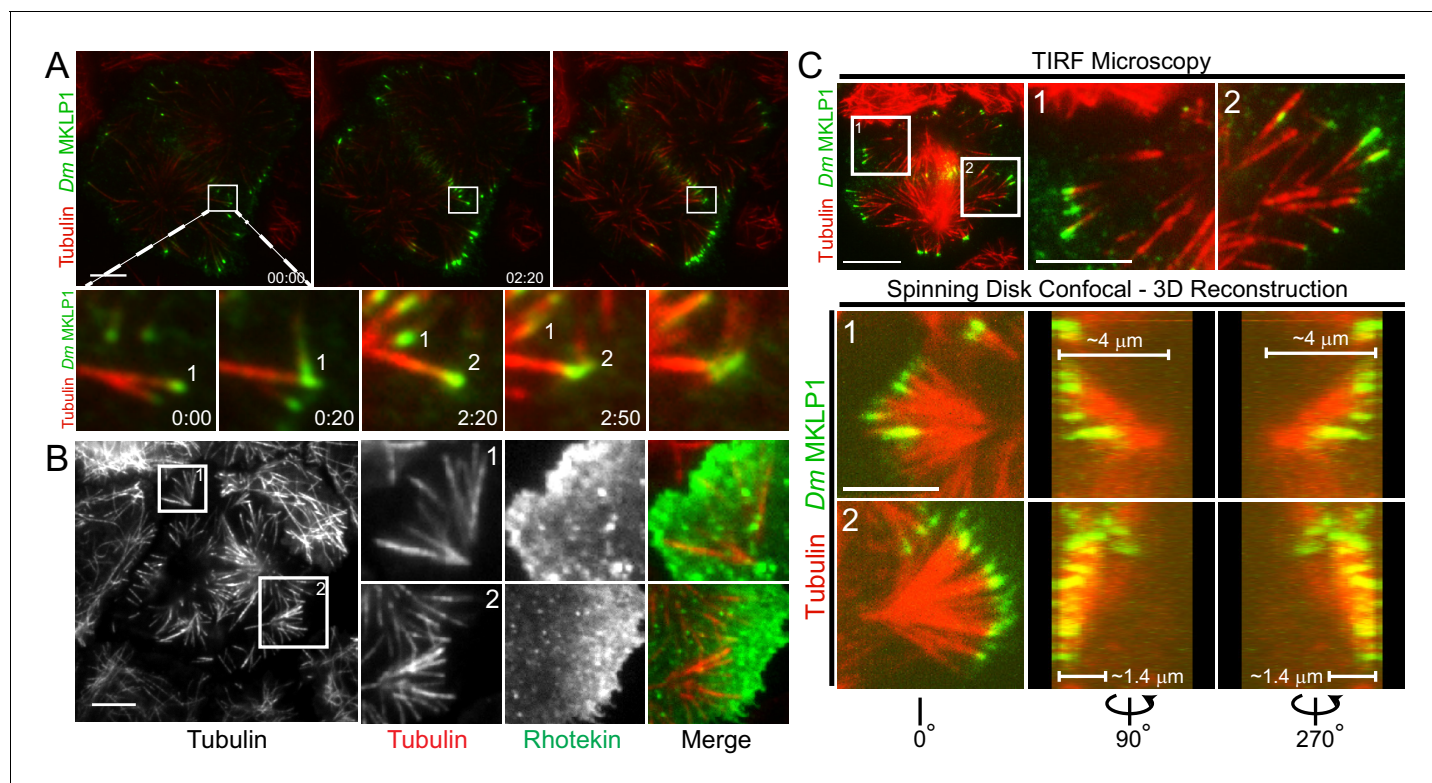 A
Tubulin Dm MKLP1
00:00
02:20
Tubulin Dm MKLP1
1
0:00
1
0:20
1
2
2:20
1
2
2:50
B
1
2
1
2
Tubulin
Tubulin
Rhotekin
Merge
C
TIRF Microscopy
Tubulin Dm MKLP1
1
2
1
2
Spinning Disk Confocal - 3D Reconstruction
Tubulin Dm MKLP1
1
~4 μm
~4 μm
2
~1.4 μm
~1.4 μm
0°
90°
270°